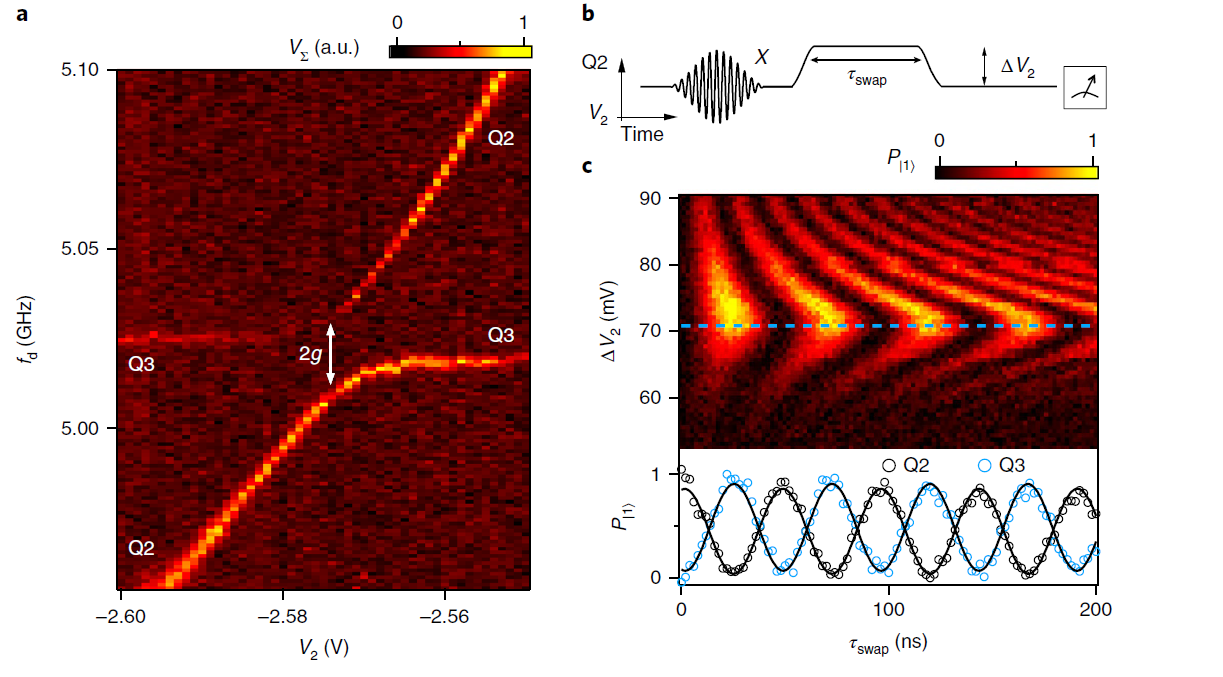 a
V_Σ (a.u.)
0
1
5.10
5.05
5.00
f_d (GHz)
Q2
Q3
2g
Q3
Q2
−2.60
−2.58
−2.56
V_2 (V)
b
Q2
V_2
Time
X
τ_swap
ΔV_2
c
P_|1⟩
0
1
90
80
70
60
ΔV_2 (mV)
Q2
Q3
1
0
P_|1⟩
0
100
200
τ_swap (ns)